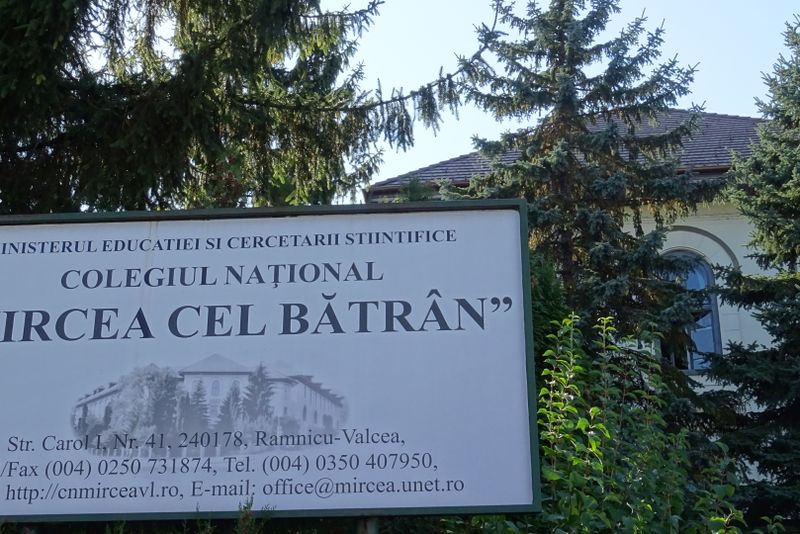 INISTERUL EDUCATIEI SI CERCETARII STIINTIFICE
COLEGIUL NAŢIONAL
IRCEA CEL BĂTRÂN”
Str. Carol I, Nr. 41, 240178, Ramnicu-Valcea,
/Fax (004) 0250 731874, Tel. (004) 0350 407950,
http://cnmirceavl.ro, E-mail: office@mircea.unet.ro